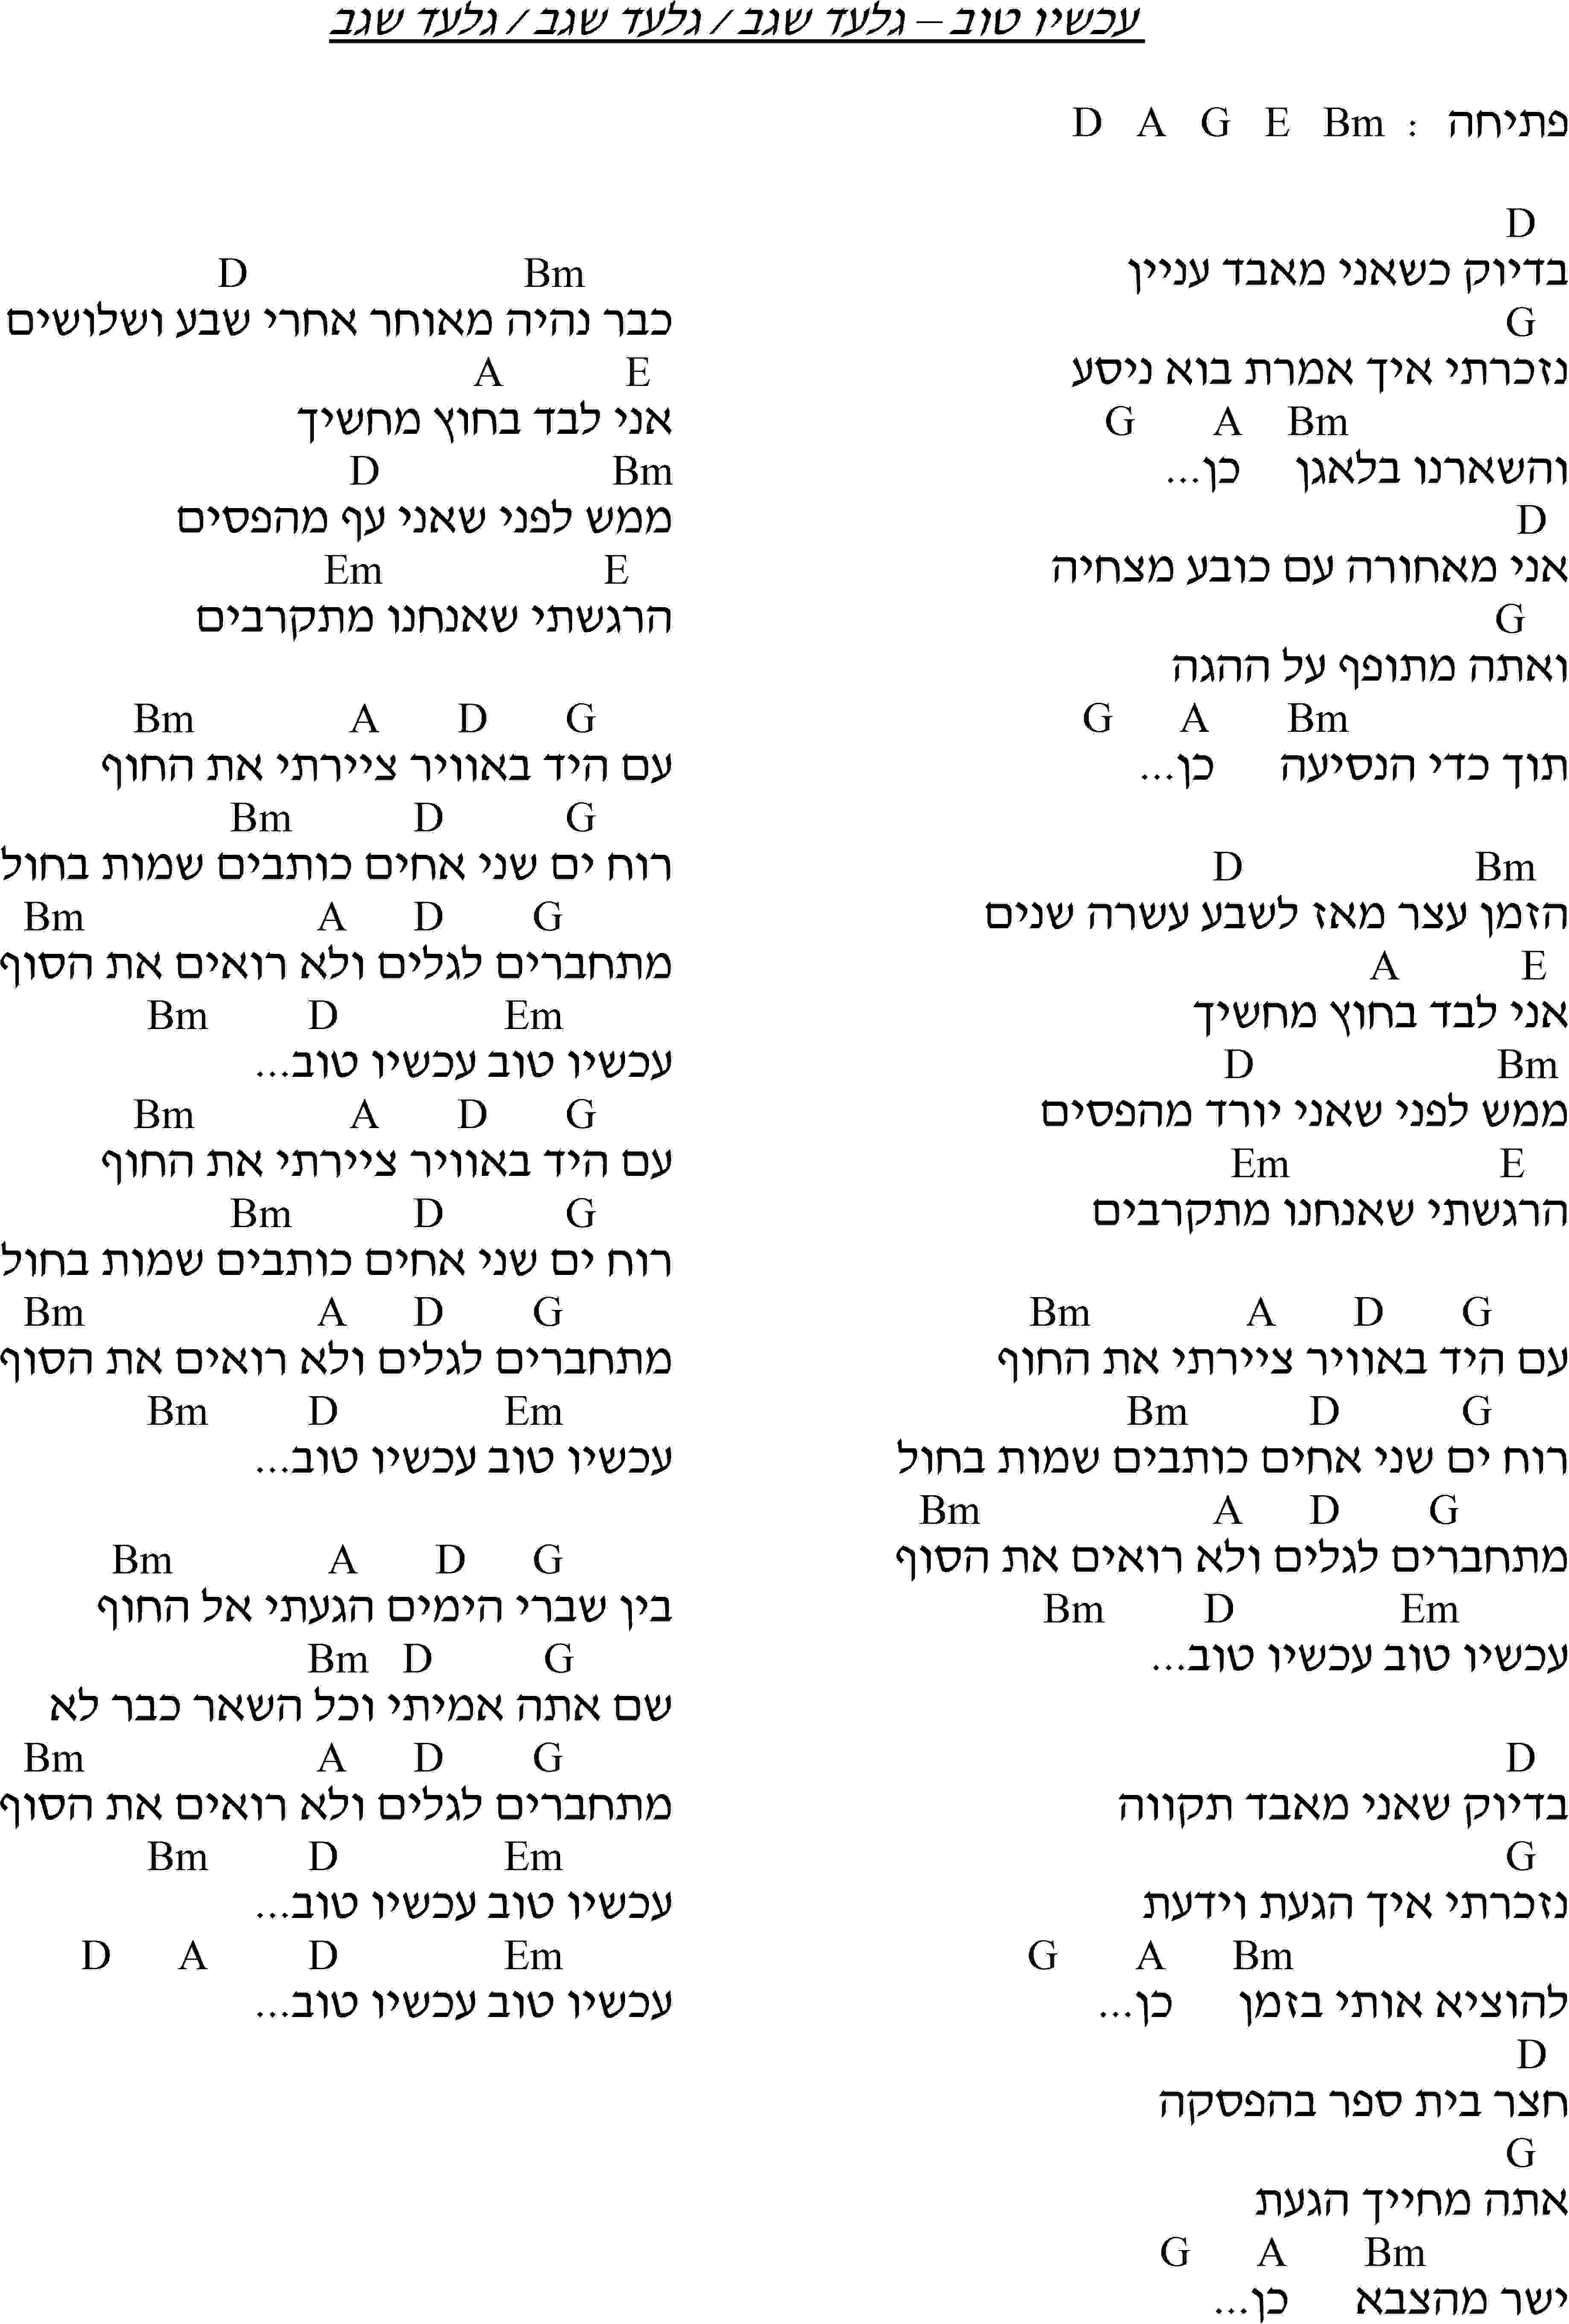 עכשיו טוב – גלעד שגב / גלעד שגב / גלעד שגב
פתיחה : Bm E G A D
D
בדיוק כשאני מאבד עניין
G
נזכרתי איך אמרת בוא ניסע
Bm A G
והשארנו בלאגן כן...
D
אני מאחורה עם כובע מצחיה
G
ואתה מתופף על ההגה
Bm A G
תוך כדי הנסיעה כן...
Bm D
הזמן עצר מאז לשבע עשרה שנים
E A
אני לבד בחוץ מחשיך
Bm D
ממש לפני שאני יורד מהפסים
E Em
הרגשתי שאנחנו מתקרבים
G D A Bm
עם היד באוויר ציירתי את החוף
G D Bm
רוח ים שני אחים כותבים שמות בחול
G D A Bm
מתחברים לגלים ולא רואים את הסוף
Em D Bm
עכשיו טוב עכשיו טוב...
D
בדיוק שאני מאבד תקווה
G
נזכרתי איך הגעת וידעת
Bm A G
להוציא אותי בזמן כן...
D
חצר בית ספר בהפסקה
G
אתה מחייך הגעת
Bm A G
ישר מהצבא כן...
Bm D
כבר נהיה מאוחר אחרי שבע ושלושים
E A
אני לבד בחוץ מחשיך
Bm D
ממש לפני שאני עף מהפסים
E Em
הרגשתי שאנחנו מתקרבים
G D A Bm
עם היד באוויר ציירתי את החוף
G D Bm
רוח ים שני אחים כותבים שמות בחול
G D A Bm
מתחברים לגלים ולא רואים את הסוף
Em D Bm
עכשיו טוב עכשיו טוב...
G D A Bm
עם היד באוויר ציירתי את החוף
G D Bm
רוח ים שני אחים כותבים שמות בחול
G D A Bm
מתחברים לגלים ולא רואים את הסוף
Em D Bm
עכשיו טוב עכשיו טוב...
G D A Bm
בין שברי הימים הגעתי אל החוף
G D Bm
שם אתה אמיתי וכל השאר כבר לא
G D A Bm
מתחברים לגלים ולא רואים את הסוף
Em D Bm
עכשיו טוב עכשיו טוב...
Em D A D
עכשיו טוב עכשיו טוב...